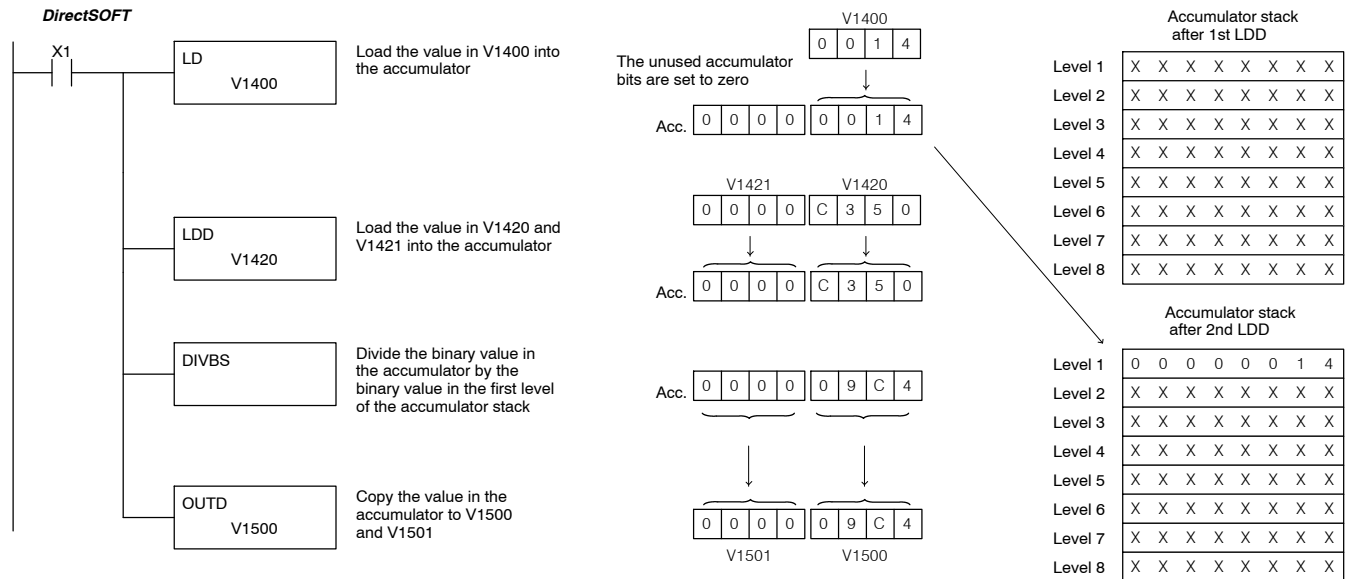 DirectSOFT
X1
LD
V1400
Load the value in V1400 into
the accumulator
LDD
V1420
Load the value in V1420 and
V1421 into the accumulator
DIVBS
Divide the binary value in
the accumulator by the
binary value in the first level
of the accumulator stack
OUTD
V1500
Copy the value in the
accumulator to V1500
and V1501
V1400
0 0 1 4
The unused accumulator
bits are set to zero
Acc. 0 0 0 0 0 0 1 4
V1421 V1420
0 0 0 0 C 3 5 0
Acc. 0 0 0 0 C 3 5 0
Acc. 0 0 0 0 0 9 C 4
0 0 0 0 0 9 C 4
V1501 V1500
Accumulator stack
after 1st LDD
Level 1 X X X X X X X X
Level 2 X X X X X X X X
Level 3 X X X X X X X X
Level 4 X X X X X X X X
Level 5 X X X X X X X X
Level 6 X X X X X X X X
Level 7 X X X X X X X X
Level 8 X X X X X X X X
Accumulator stack
after 2nd LDD
Level 1 0 0 0 0 0 0 1 4
Level 2 X X X X X X X X
Level 3 X X X X X X X X
Level 4 X X X X X X X X
Level 5 X X X X X X X X
Level 6 X X X X X X X X
Level 7 X X X X X X X X
Level 8 X X X X X X X X